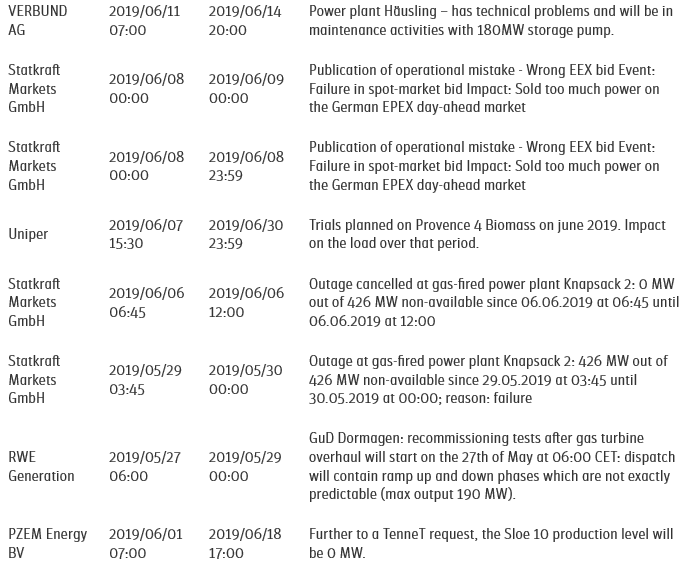 VERBUND AG
2019/06/11 07:00
2019/06/14 20:00
Power plant Häusling – has technical problems and will be in
maintenance activities with 180MW storage pump.
Statkraft Markets GmbH
2019/06/08 00:00
2019/06/09 00:00
Publication of operational mistake - Wrong EEX bid Event:
Failure in spot-market bid Impact: Sold too much power on
the German EPEX day-ahead market
Statkraft Markets GmbH
2019/06/08 00:00
2019/06/08 23:59
Publication of operational mistake - Wrong EEX bid Event:
Failure in spot-market bid Impact: Sold too much power on
the German EPEX day-ahead market
Uniper
2019/06/07 15:30
2019/06/30 23:59
Trials planned on Provence 4 Biomass on june 2019. Impact
on the load over that period.
Statkraft Markets GmbH
2019/06/06 06:45
2019/06/06 12:00
Outage cancelled at gas-fired power plant Knapsack 2: 0 MW
out of 426 MW non-available since 06.06.2019 at 06:45 until
06.06.2019 at 12:00
Statkraft Markets GmbH
2019/05/29 03:45
2019/05/30 00:00
Outage at gas-fired power plant Knapsack 2: 426 MW out of
426 MW non-available since 29.05.2019 at 03:45 until
30.05.2019 at 00:00; reason: failure
RWE Generation
2019/05/27 06:00
2019/05/29 00:00
GuD Dormagen: recommissioning tests after gas turbine
overhaul will start on the 27th of May at 06:00 CET: dispatch
will contain ramp up and down phases which are not exactly
predictable (max output 190 MW).
PZEM Energy BV
2019/06/01 07:00
2019/06/18 17:00
Further to a TenneT request, the Sloe 10 production level will
be 0 MW.